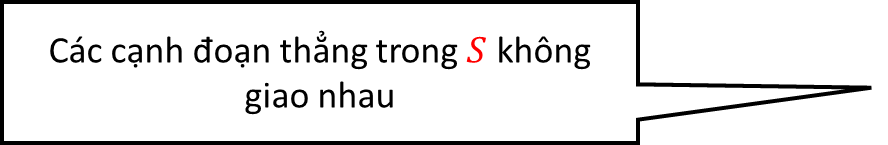 Các cạnh đoạn thẳng trong S không
giao nhau